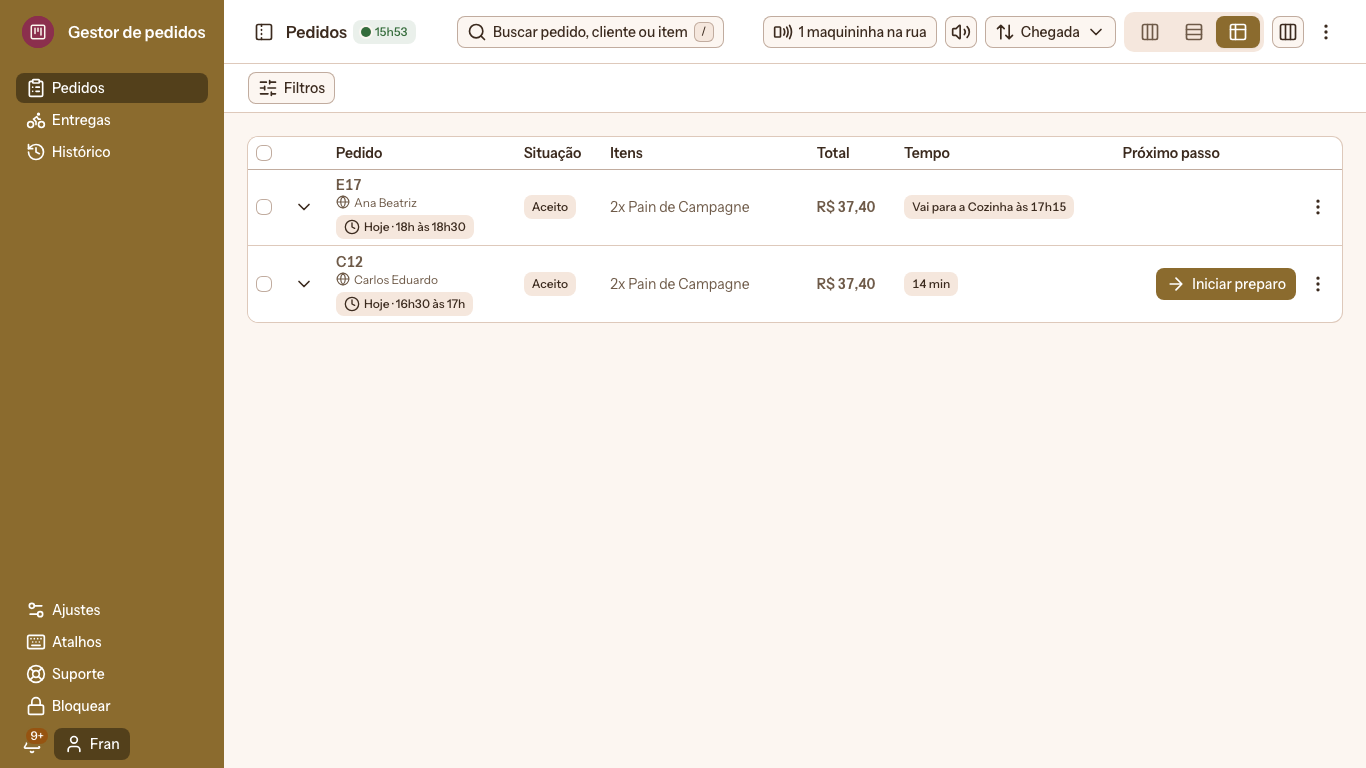 Gestor de pedidos
Pedidos
Entregas
Histórico
Ajustes
Atalhos
Suporte
Bloquear
9+
Fran
Pedidos
15h53
Buscar pedido, cliente ou item /
1 maquininha na rua
Chegada
Filtros
Pedido Situação Itens Total Tempo Próximo passo
E17
Ana Beatriz
Hoje · 18h às 18h30
Aceito
2x Pain de Campagne
R$ 37,40
Vai para a Cozinha às 17h15
C12
Carlos Eduardo
Hoje · 16h30 às 17h
Aceito
2x Pain de Campagne
R$ 37,40
14 min
Iniciar preparo